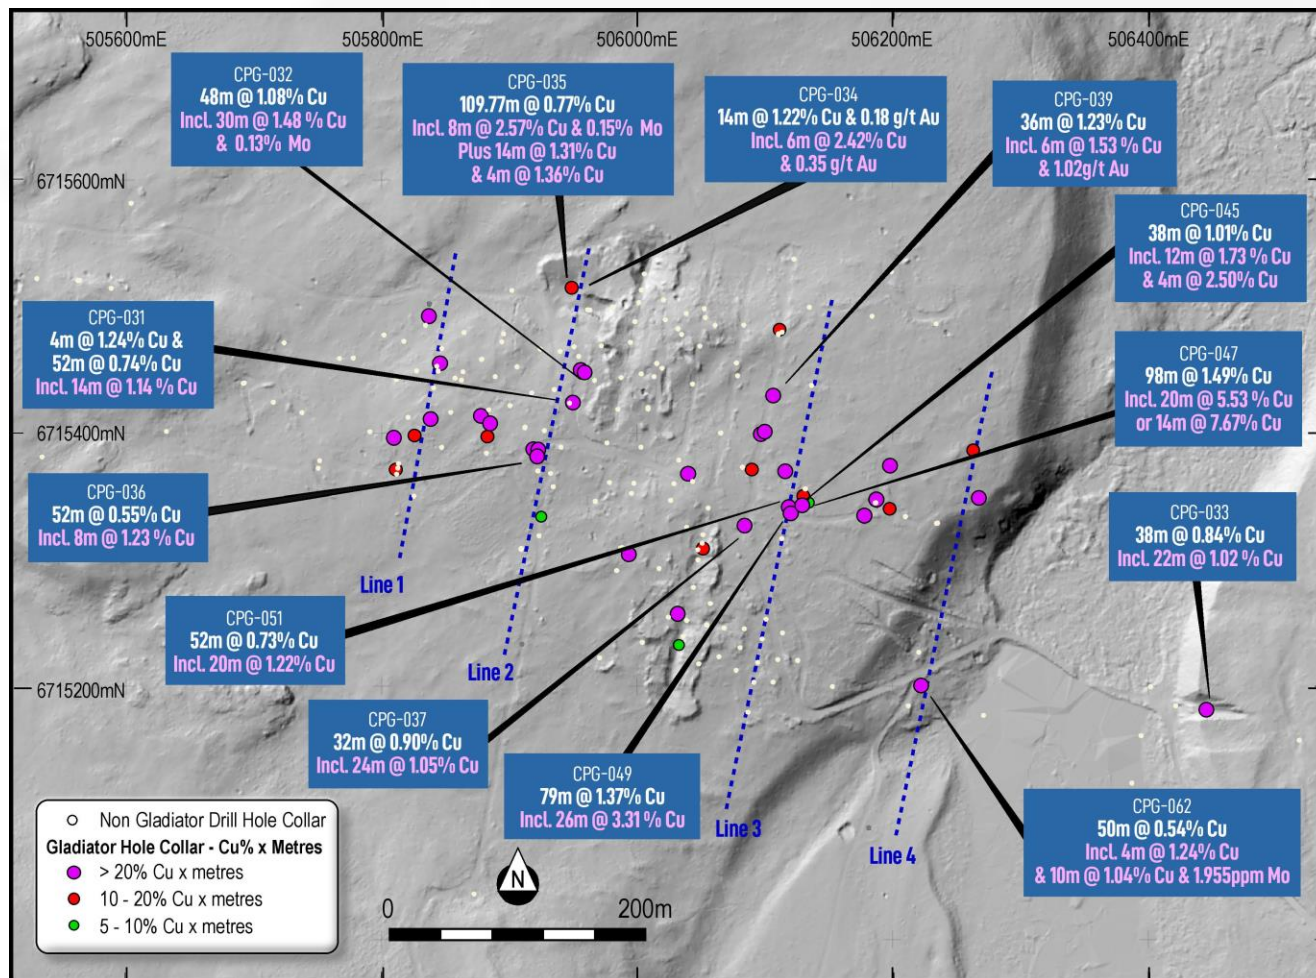 505600mE
505800mE
506000mE
506200mE
506400mE
CPG-032
48m @ 1.08% Cu
Incl. 30m @ 1.48 % Cu
& 0.13% Mo
CPG-035
109.77m @ 0.77% Cu
Incl. 8m @ 2.57% Cu & 0.15% Mo
Plus 14m @ 1.31% Cu
& 4m @ 1.36% Cu
CPG-034
14m @ 1.22% Cu & 0.18 g/t Au
Incl. 6m @ 2.42% Cu
& 0.35 g/t Au
CPG-039
36m @ 1.23% Cu
Incl. 6m @ 1.53 % Cu
& 1.02g/t Au
6715600mN
CPG-045
38m @ 1.01% Cu
Incl. 12m @ 1.73 % Cu
& 4m @ 2.50% Cu
CPG-031
4m @ 1.24% Cu &
52m @ 0.74% Cu
Incl. 14m @ 1.14 % Cu
CPG-047
98m @ 1.49% Cu
Incl. 20m @ 5.53 % Cu
or 14m @ 7.67% Cu
6715400mN
CPG-036
52m @ 0.55% Cu
Incl. 8m @ 1.23 % Cu
CPG-033
38m @ 0.84% Cu
Incl. 22m @ 1.02 % Cu
Line 1
CPG-051
52m @ 0.73% Cu
Incl. 20m @ 1.22% Cu
Line 2
6715200mN
CPG-037
32m @ 0.90% Cu
Incl. 24m @ 1.05% Cu
CPG-049
79m @ 1.37% Cu
Incl. 26m @ 3.31 % Cu
Line 3
Line 4
CPG-062
50m @ 0.54% Cu
Incl. 4m @ 1.24% Cu
& 10m @ 1.04% Cu & 1.955ppm Mo
Non Gladiator Drill Hole Collar
Gladiator Hole Collar - Cu% x Metres
> 20% Cu x metres
10 - 20% Cu x metres
5 - 10% Cu x metres
N
0
200m